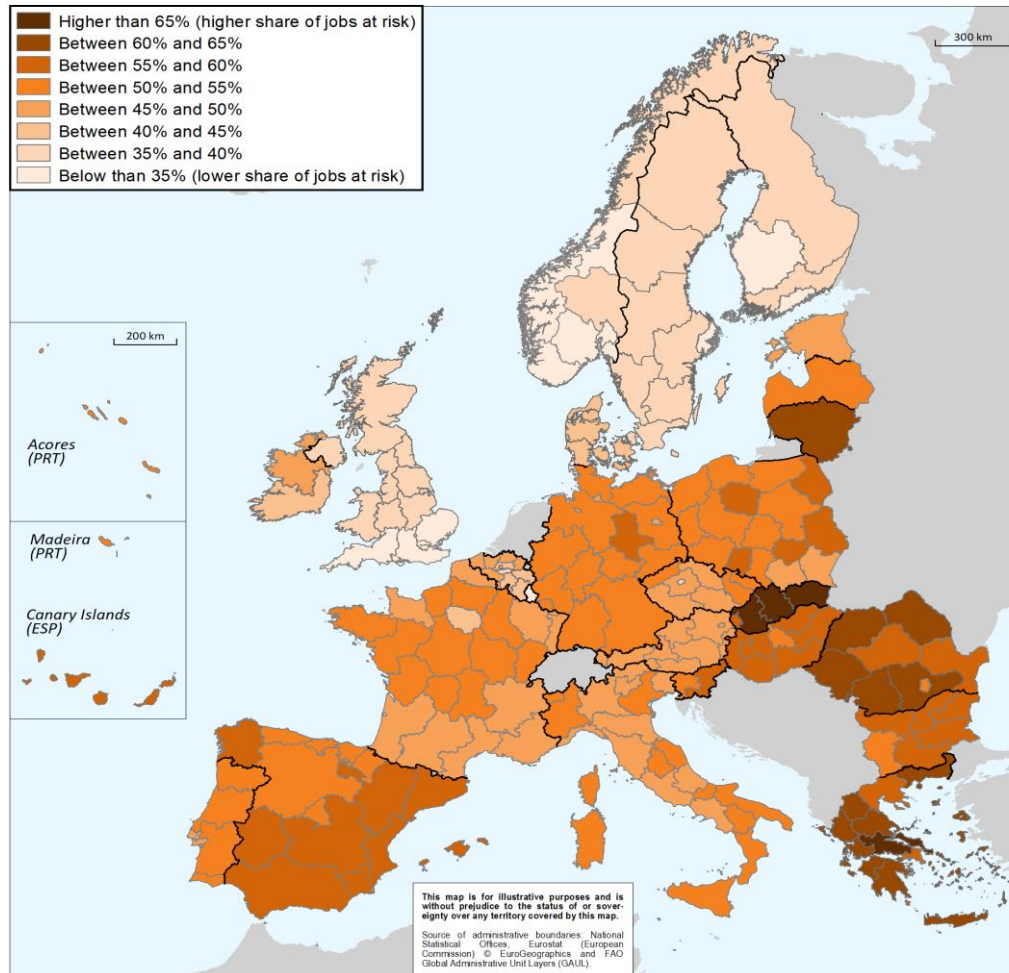 Higher than 65% (higher share of jobs at risk)
Between 60% and 65%
Between 55% and 60%
Between 50% and 55%
Between 45% and 50%
Between 40% and 45%
Between 35% and 40%
Below than 35% (lower share of jobs at risk)
300 km
200 km
Acores
(PRT)
Madeira
(PRT)
Canary Islands
(ESP)
This map is for illustrative purposes and is
without prejudice to the status of or sover-
eignty over any territory covered by this map.
Source of administrative boundaries: National
Statistical Offices, Eurostat (European
Commission) © EuroGeographics and FAO
Global Administrative Unit Layers (GAUL).